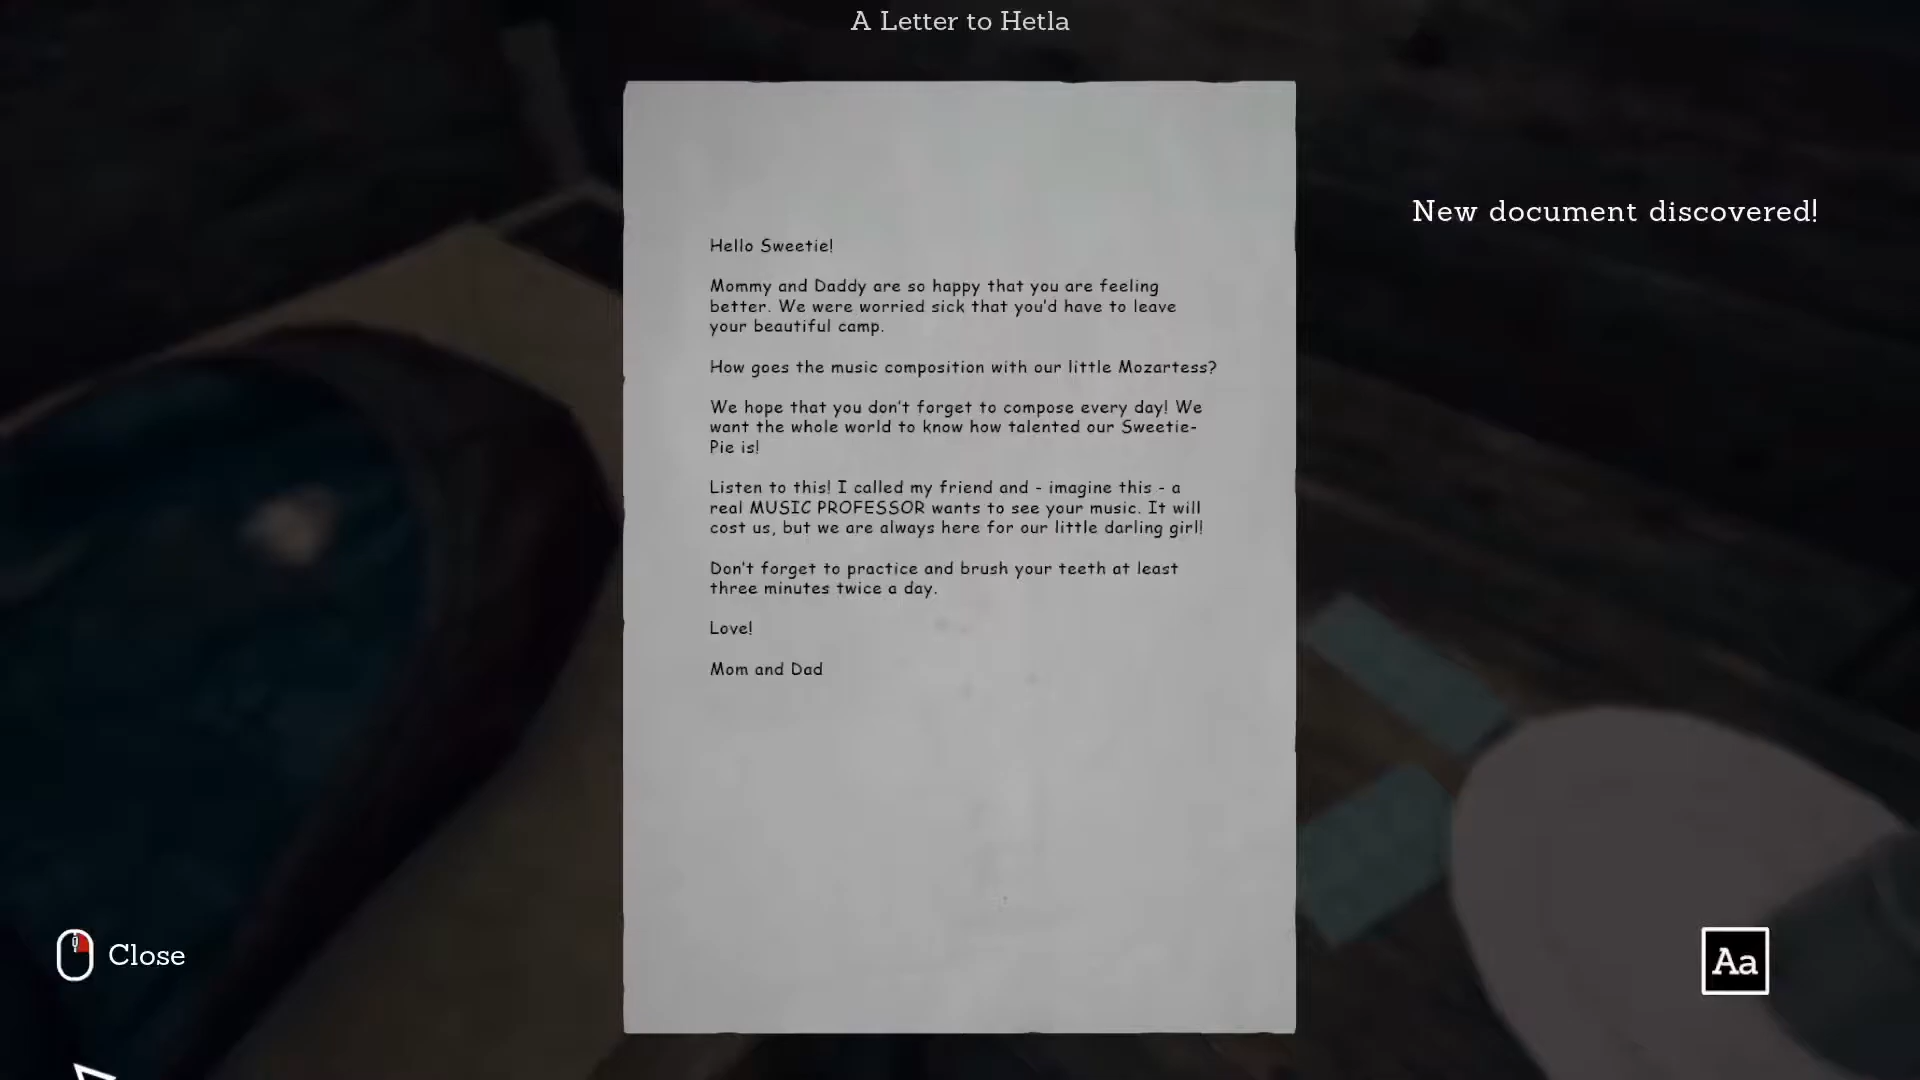 A Letter to Hetla
New document discovered!
Hello Sweetie!
Mommy and Daddy are so happy that you are feeling
better. We were worried sick that you'd have to leave
your beautiful camp.
How goes the music composition with our little Mozartess?
We hope that you don't forget to compose every day! We
want the whole world to know how talented our Sweetie-
Pie is!
Listen to this! I called my friend and - imagine this - a
real MUSIC PROFESSOR wants to see your music. It will
cost us, but we are always here for our little darling girl!
Don't forget to practice and brush your teeth at least
three minutes twice a day.
Love!
Mom and Dad
Close
Aa